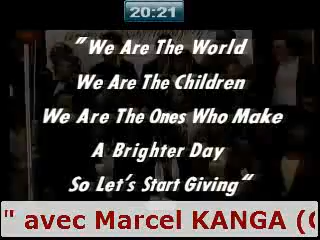 20:21
"We Are The World
We Are The Children
We Are The Ones Who Make
A Brighter Day
So Let's Start Giving"
" avec Marcel KANGA (